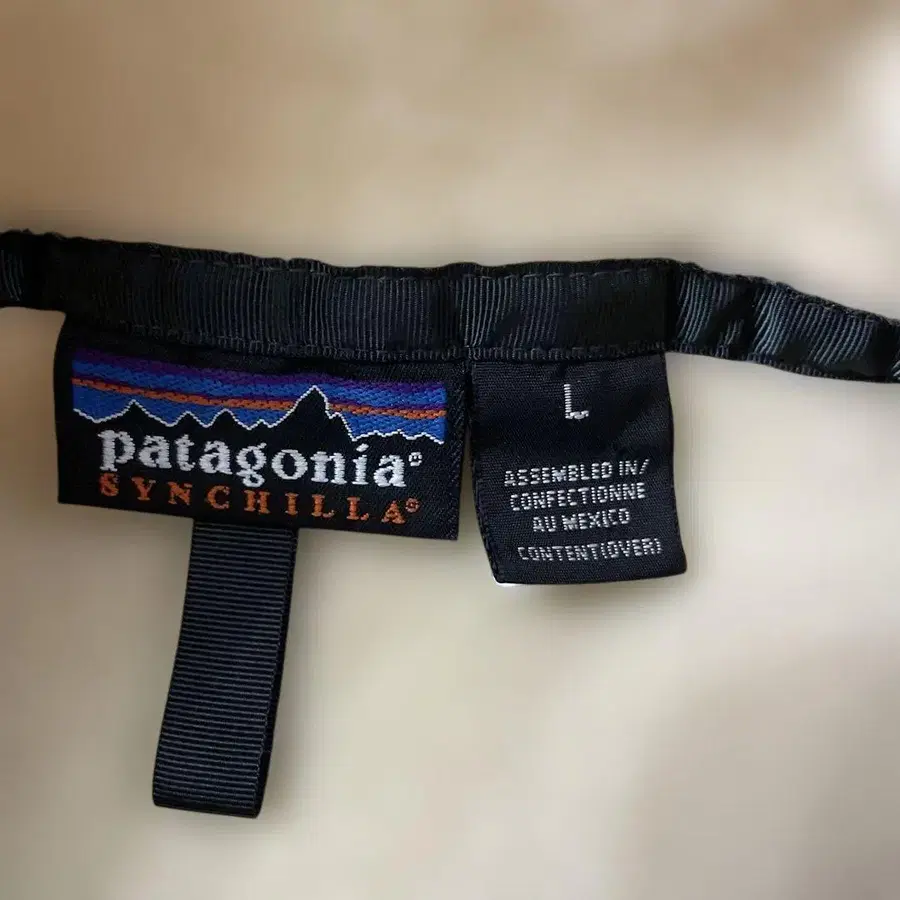 patagonia®
SYNCHILLA®
L
ASSEMBLED IN/
CONFECTIONNE
AU MEXICO
CONTENT(OVER)